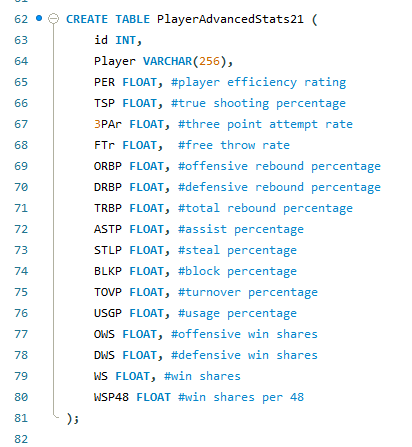 62 CREATE TABLE PlayerAdvancedStats21 (
63 id INT,
64 Player VARCHAR(256),
65 PER FLOAT, #player efficiency rating
66 TSP FLOAT, #true shooting percentage
67 3PAr FLOAT, #three point attempt rate
68 FTr FLOAT, #free throw rate
69 ORBP FLOAT, #offensive rebound percentage
70 DRBP FLOAT, #defensive rebound percentage
71 TRBP FLOAT, #total rebound percentage
72 ASTP FLOAT, #assist percentage
73 STLP FLOAT, #steal percentage
74 BLKP FLOAT, #block percentage
75 TOVP FLOAT, #turnover percentage
76 USGP FLOAT, #usage percentage
77 OWS FLOAT, #offensive win shares
78 DWS FLOAT, #defensive win shares
79 WS FLOAT, #win shares
80 WSP48 FLOAT #win shares per 48
81 );
82